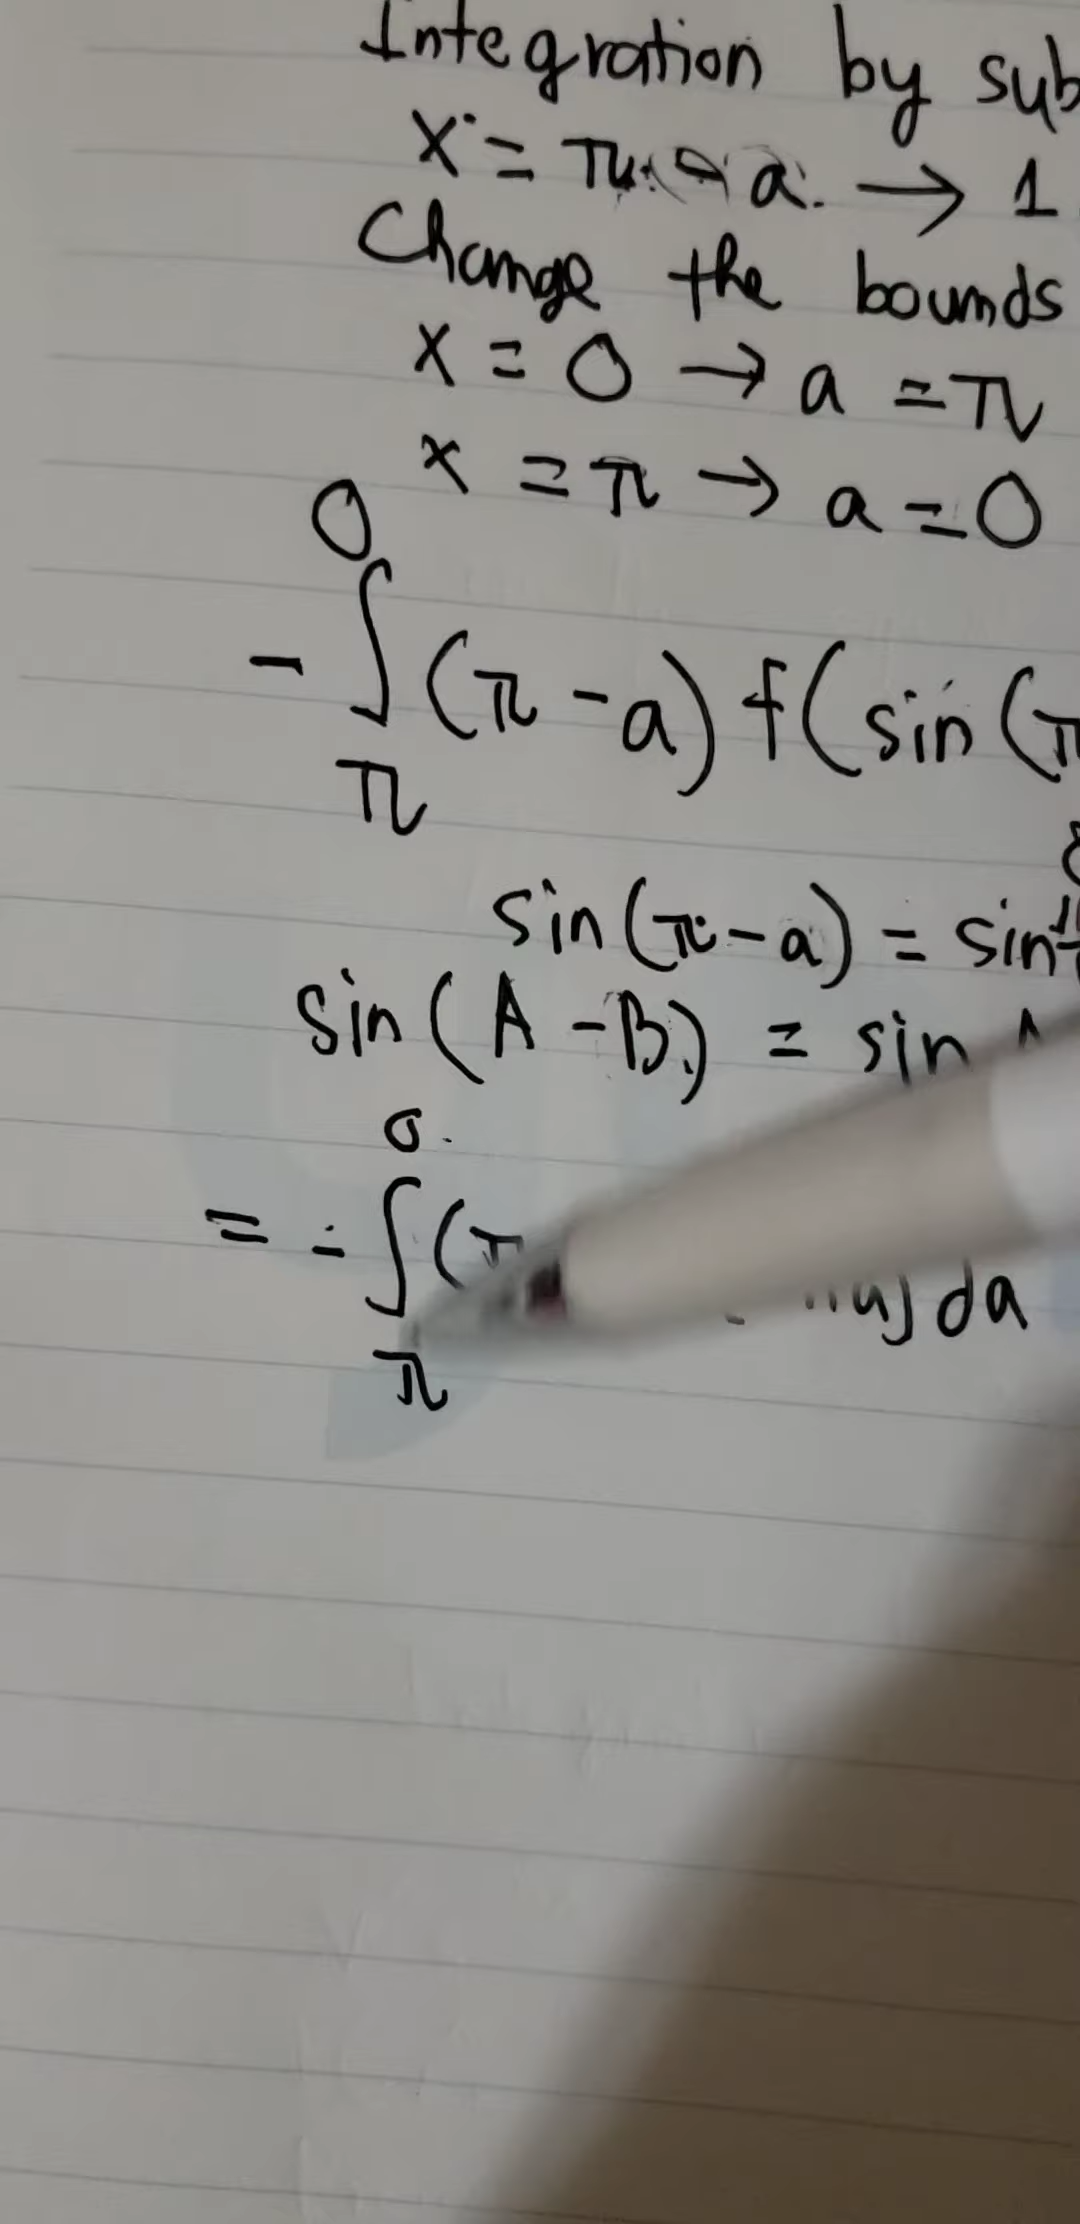 Integration by sub
x = π - a. → 1
Change the bounds
x = 0 → a = π
x = π → a = 0
0
- ∫ (π - a) f(sin (π
π
sin(π - a) = sin
sin (A - B) = sin
0
= - ∫ (π da
π